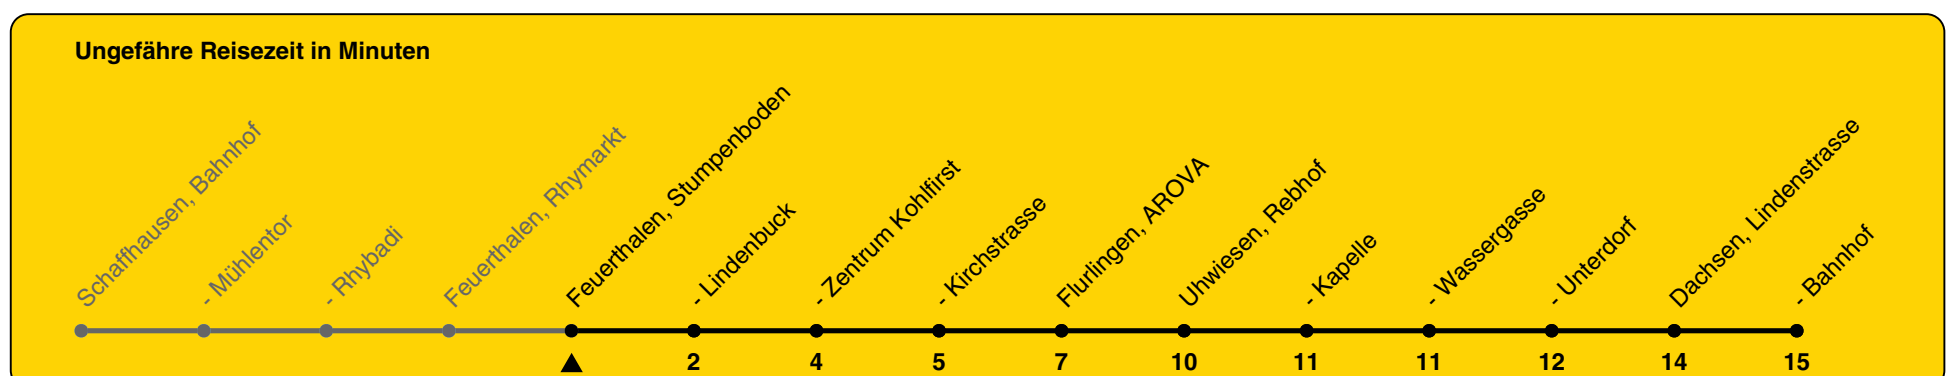 Ungefähre Reisezeit in Minuten
Schaffhausen, Bahnhof
- Mühlentor
- Rhybadi
Feuerthalen, Rhymarkt
Feuerthalen, Stumpenboden
- Lindenbuck
- Zentrum Kohlfirst
- Kirchstrasse
Flurlingen, AROVA
Uhwiesen, Rebhof
- Kapelle
- Wassergasse
- Unterdorf
Dachsen, Lindenstrasse
- Bahnhof
2 4 5 7 10 11 11 12 14 15